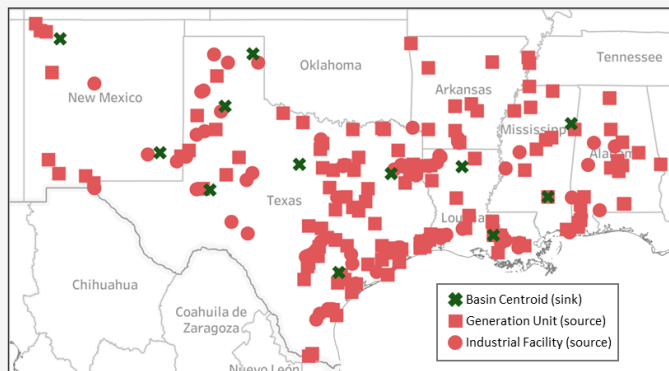 Tennessee
Oklahoma
Arkansas
New Mexico
Mississippi
Alabama
Texas
Louisiana
Chihuahua
Coahuila de
Zaragoza
Nuevo León
Basin Centroid (sink)
Generation Unit (source)
Industrial Facility (source)